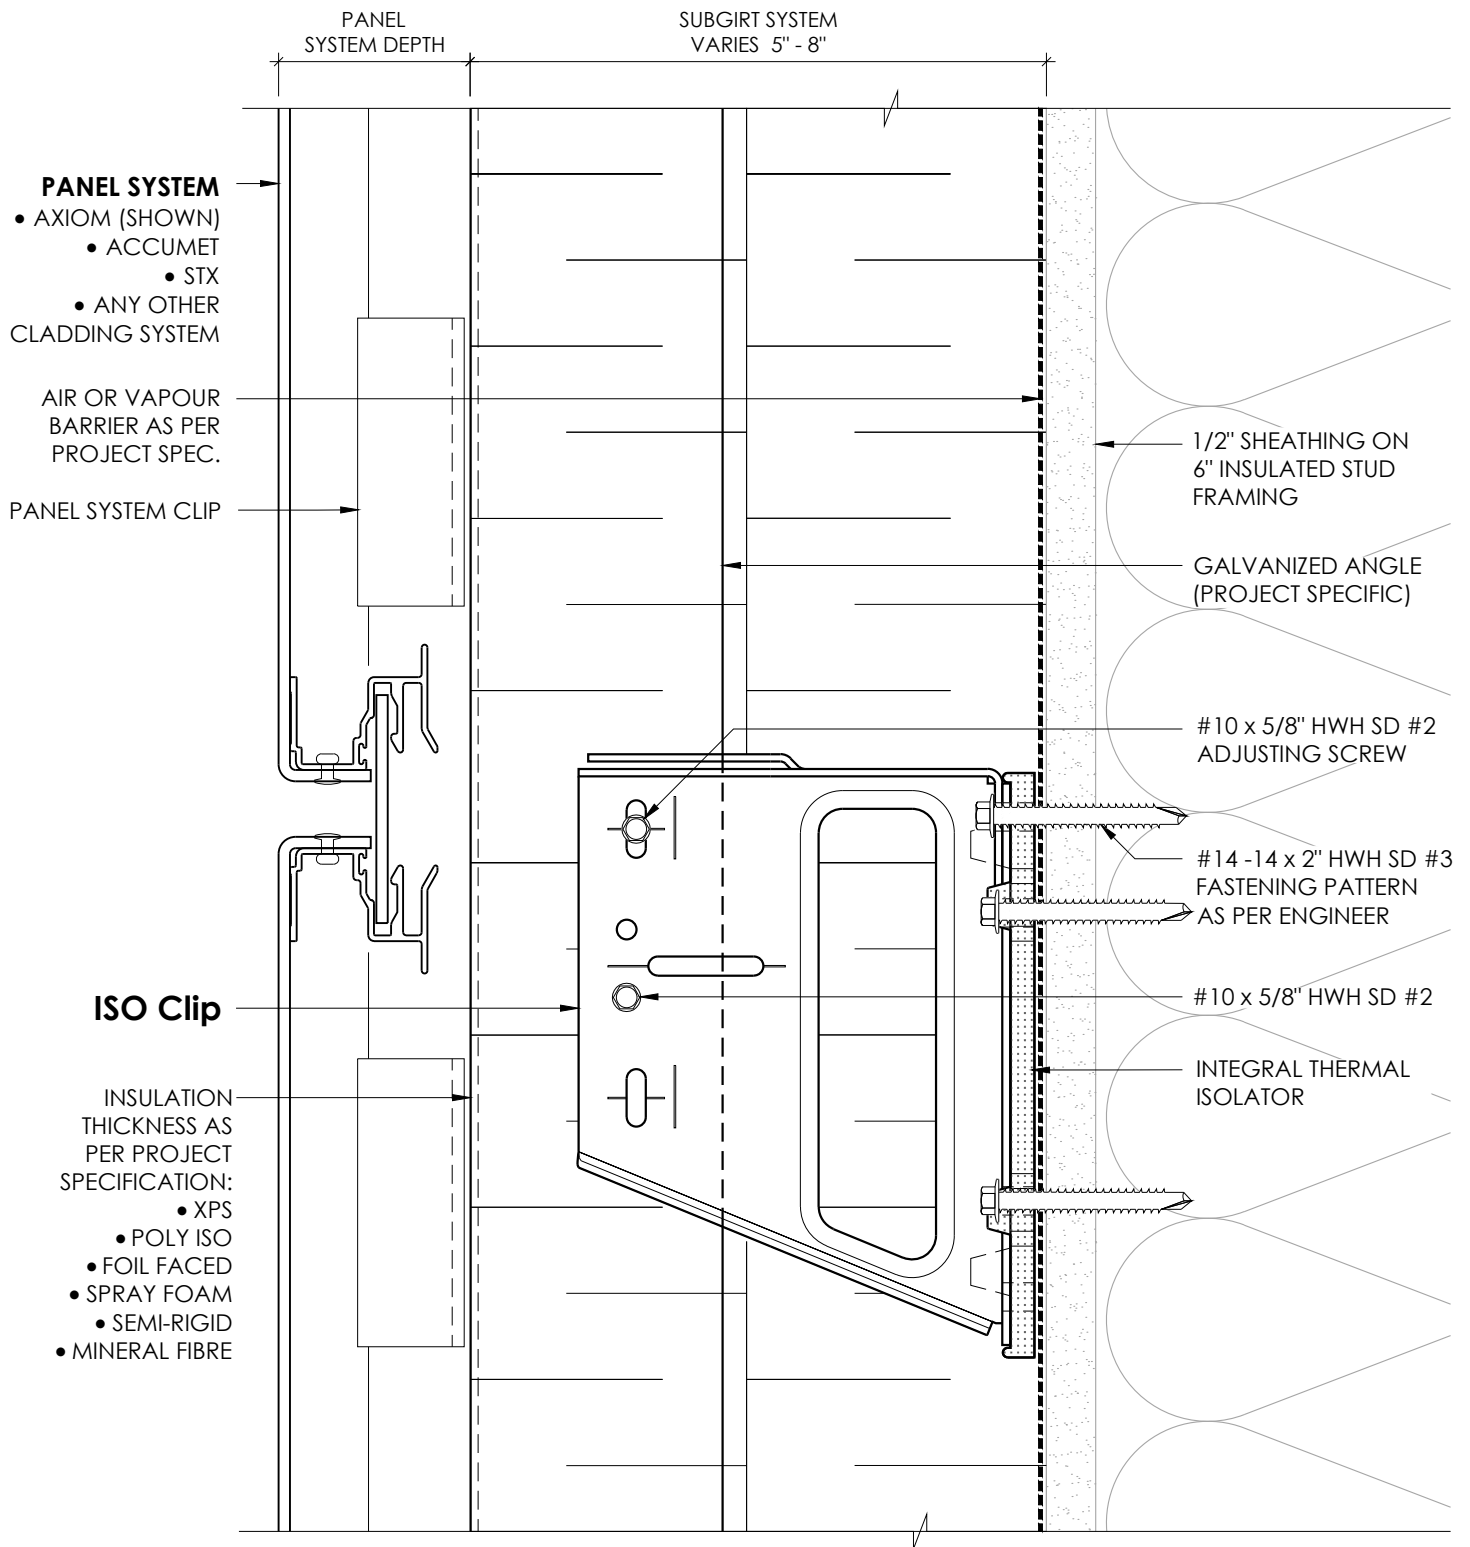 PANEL
SYSTEM DEPTH
SUBGIRT SYSTEM
VARIES 5" - 8"
PANEL SYSTEM
• AXIOM (SHOWN)
• ACCUMET
• STX
• ANY OTHER
CLADDING SYSTEM
AIR OR VAPOUR
BARRIER AS PER
PROJECT SPEC.
PANEL SYSTEM CLIP
ISO Clip
INSULATION
THICKNESS AS
PER PROJECT
SPECIFICATION:
• XPS
• POLY ISO
• FOIL FACED
• SPRAY FOAM
• SEMI-RIGID
• MINERAL FIBRE
1/2" SHEATHING ON
6" INSULATED STUD
FRAMING
GALVANIZED ANGLE
(PROJECT SPECIFIC)
#10 x 5/8" HWH SD #2
ADJUSTING SCREW
#14 -14 x 2" HWH SD #3
FASTENING PATTERN
AS PER ENGINEER
#10 x 5/8" HWH SD #2
INTEGRAL THERMAL
ISOLATOR